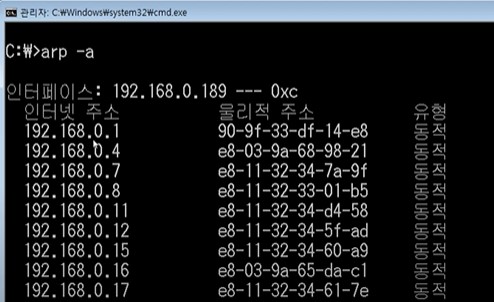 관리자: C:₩Windows₩system32₩cmd.exe
C:₩>arp -a
인터페이스: 192.168.0.189 --- 0xc
인터넷 주소 물리적 주소 유형
192.168.0.1 90-9f-33-df-14-e8 동적
192.168.0.4 e8-03-9a-68-98-21 동적
192.168.0.7 e8-11-32-34-7a-9f 동적
192.168.0.8 e8-11-32-33-01-b5 동적
192.168.0.11 e8-11-32-34-d4-58 동적
192.168.0.12 e8-11-32-34-5f-ad 동적
192.168.0.15 e8-11-32-34-60-a9 동적
192.168.0.16 e8-03-9a-65-da-c1 동적
192.168.0.17 e8-11-32-34-61-7e 동적